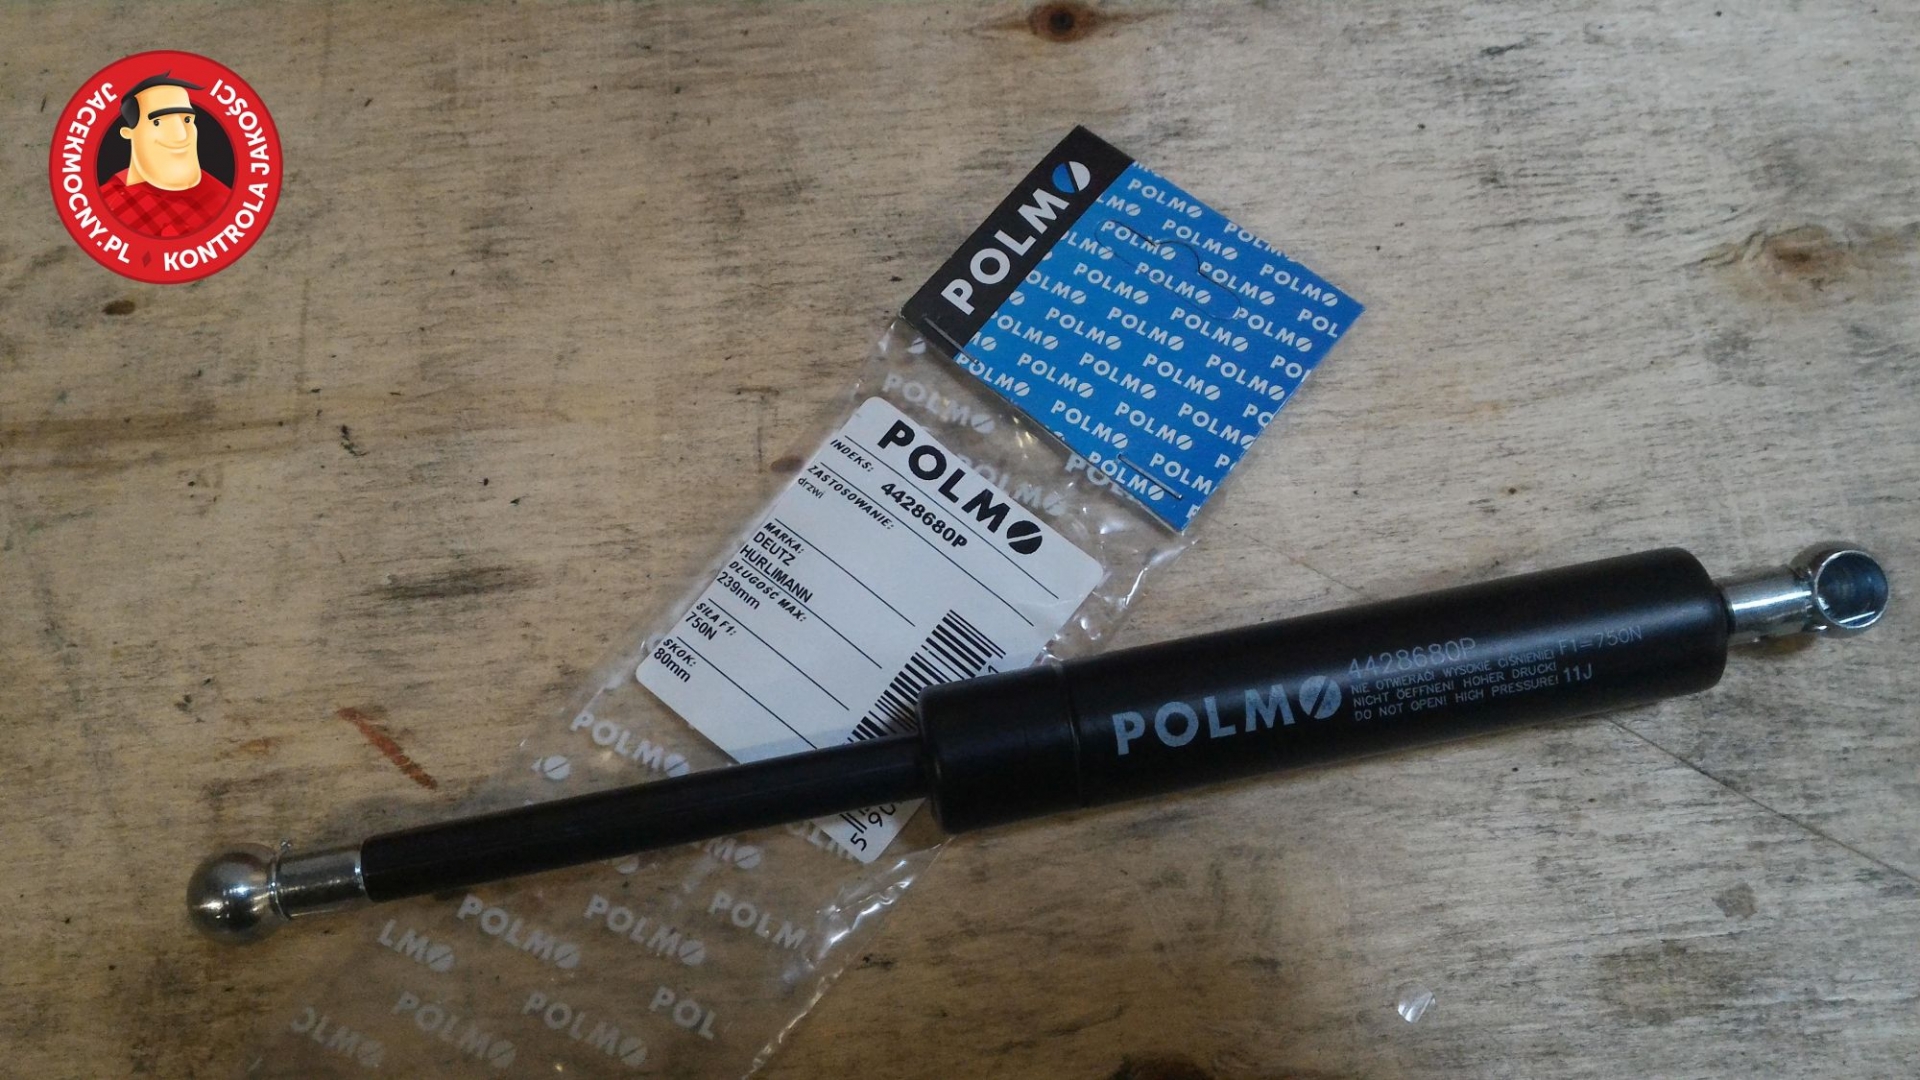 JACEKMOCNY.PL ♦ KONTROLA JAKOŚCI
POLMO
POLMO
INDEKS: 4428680P
ZASTOSOWANIE:
drzwi
MARKA:
DEUTZ
HURLIMANN
DŁUGOŚĆ MAX:
239mm
SIŁA F1:
750N
SKOK:
80mm
POLMO
4428680P
NIE OTWIERAĆ! WYSOKIE CIŚNIENIE! F1=750N
NICHT OEFFNEN! HOHER DRUCK! 11J
DO NOT OPEN! HIGH PRESSURE!